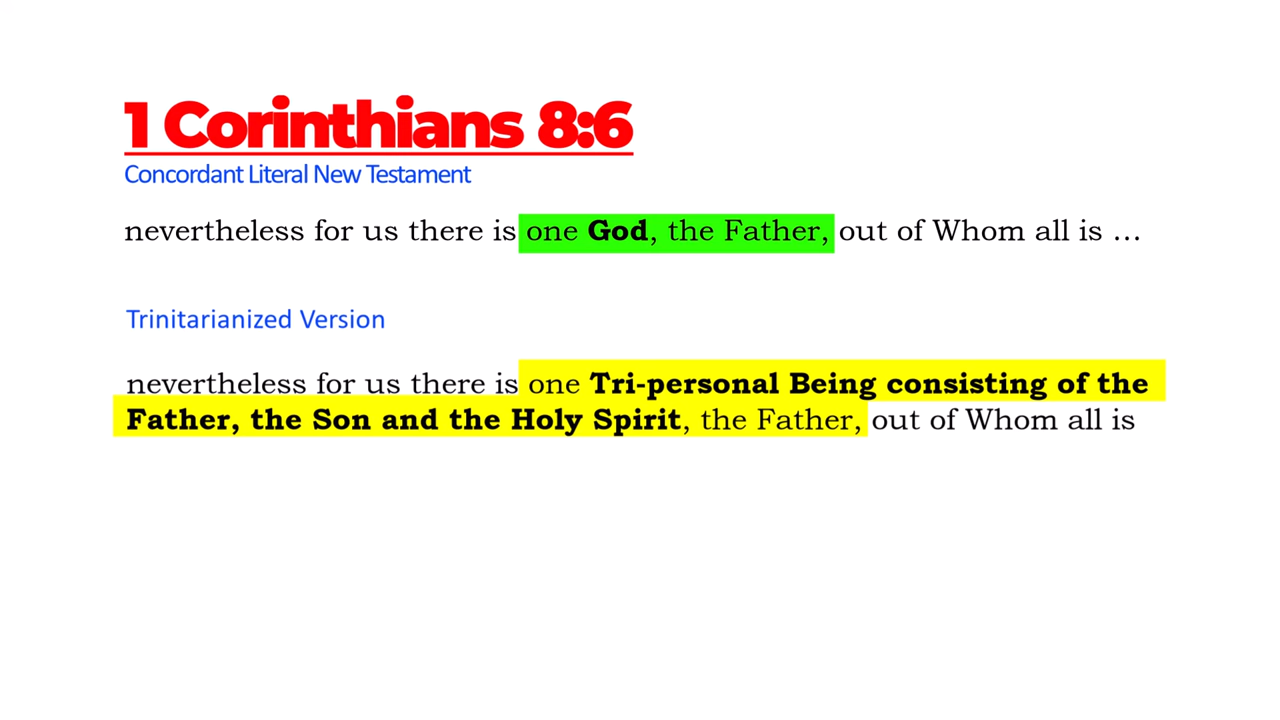 1 Corinthians 8:6
Concordant Literal New Testament
nevertheless for us there is one God, the Father, out of Whom all is ...
Trinitarianized Version
nevertheless for us there is one Tri-personal Being consisting of the
Father, the Son and the Holy Spirit, the Father, out of Whom all is